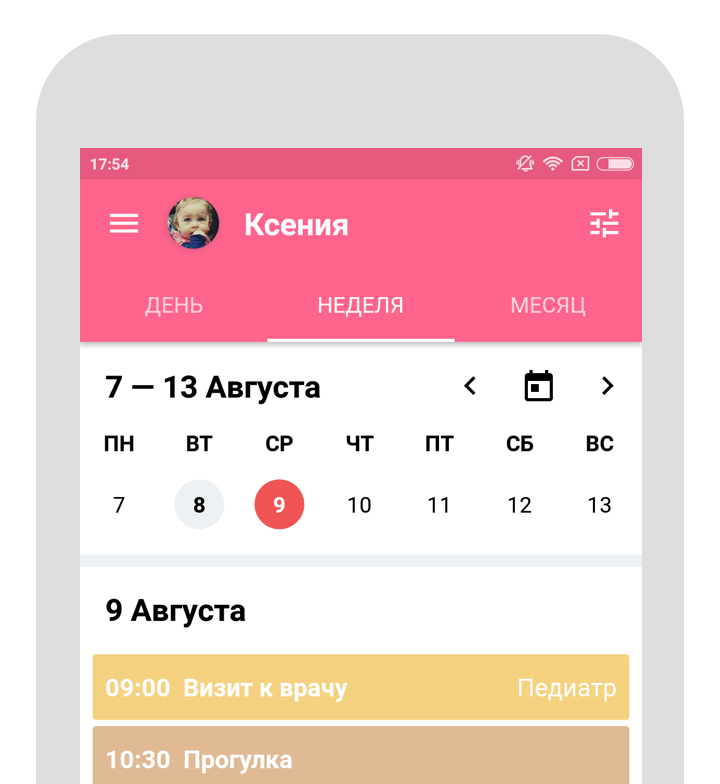 17:54
Ксения
ДЕНЬ НЕДЕЛЯ МЕСЯЦ
7 — 13 Августа
ПН ВТ СР ЧТ ПТ СБ ВС
7 8 9 10 11 12 13
9 Августа
09:00 Визит к врачу Педиатр
10:30 Прогулка